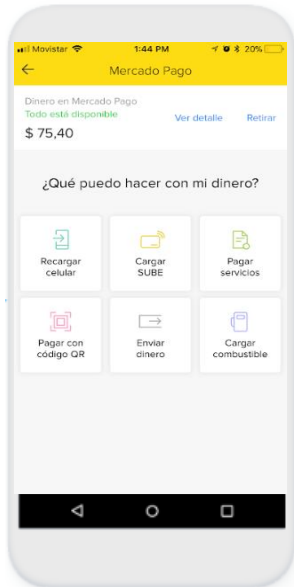 Movistar 1:44 PM 20%
Mercado Pago
Dinero en Mercado Pago
Todo está disponible
Ver detalle Retirar
$ 75,40
¿Qué puedo hacer con mi dinero?
Recargar celular
Cargar SUBE
Pagar servicios
Pagar con código QR
Enviar dinero
Cargar combustible